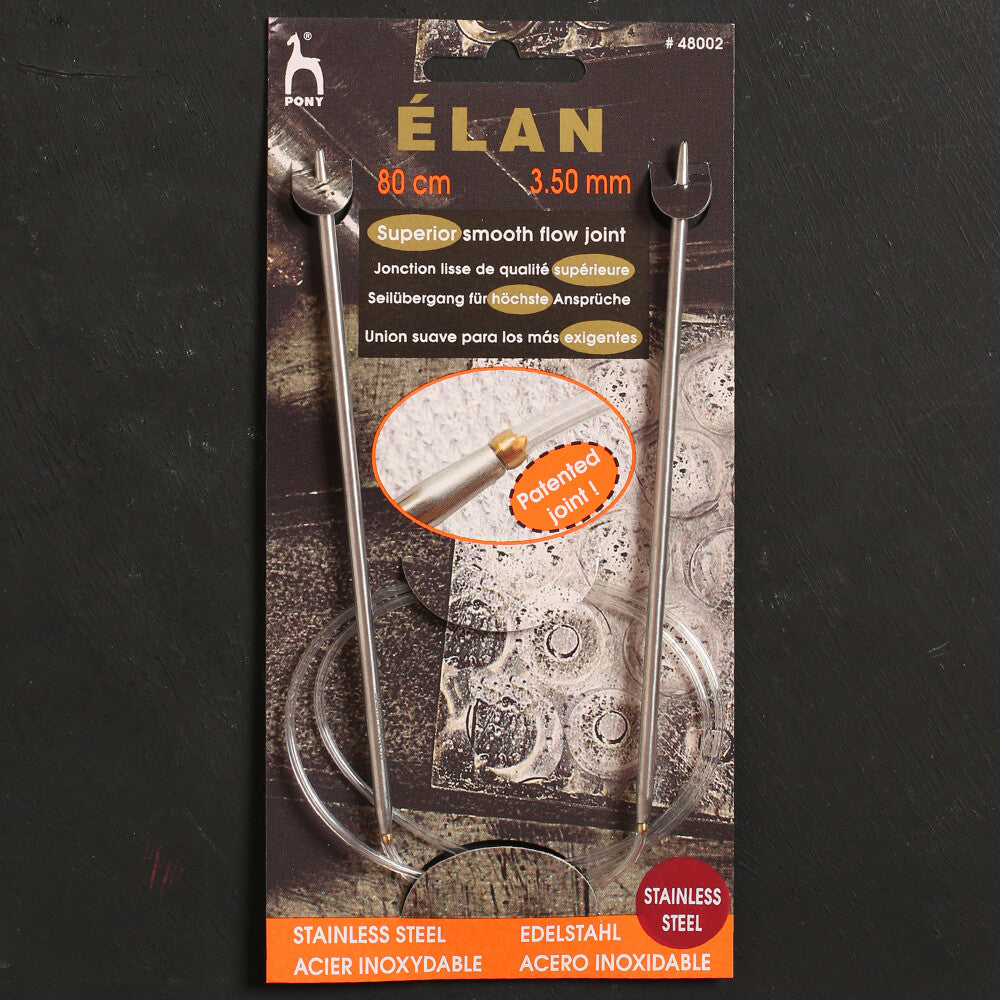 ®
PONY
# 48002
ÉLAN
80 cm 3.50 mm
Superior smooth flow joint
Jonction lisse de qualité supérieure
Seilübergang für höchste Ansprüche
Union suave para los más exigentes
Patented
joint !
STAINLESS
STEEL
STAINLESS STEEL EDELSTAHL
ACIER INOXYDABLE ACERO INOXIDABLE